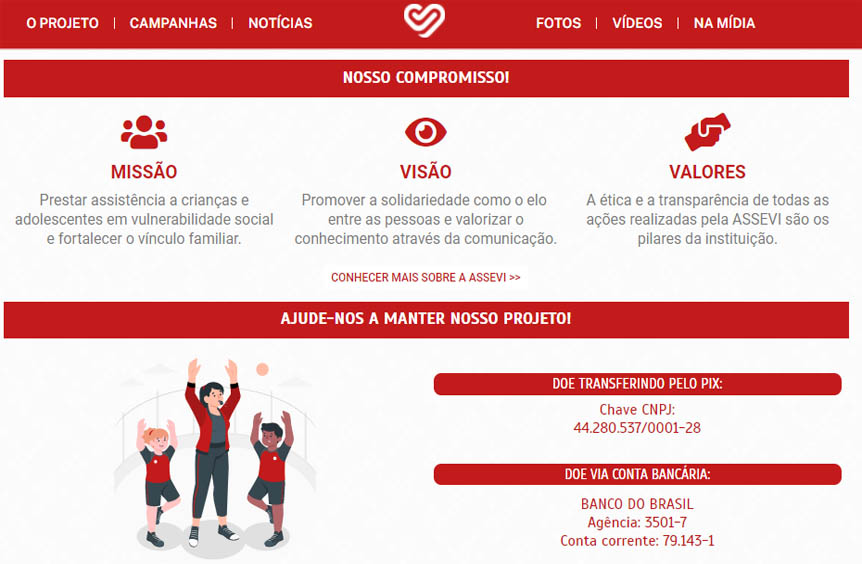 O PROJETO | CAMPANHAS | NOTÍCIAS FOTOS | VÍDEOS | NA MÍDIA
NOSSO COMPROMISSO!
MISSÃO
Prestar assistência a crianças e
adolescentes em vulnerabilidade social
e fortalecer o vínculo familiar.
VISÃO
Promover a solidariedade como o elo
entre as pessoas e valorizar o
conhecimento através da comunicação.
VALORES
A ética e a transparência de todas as
ações realizadas pela ASSEVI são os
pilares da instituição.
CONHECER MAIS SOBRE A ASSEVI >>
AJUDE-NOS A MANTER NOSSO PROJETO!
DOE TRANSFERINDO PELO PIX:
Chave CNPJ:
44.280.537/0001-28
DOE VIA CONTA BANCÁRIA:
BANCO DO BRASIL
Agência: 3501-7
Conta corrente: 79.143-1